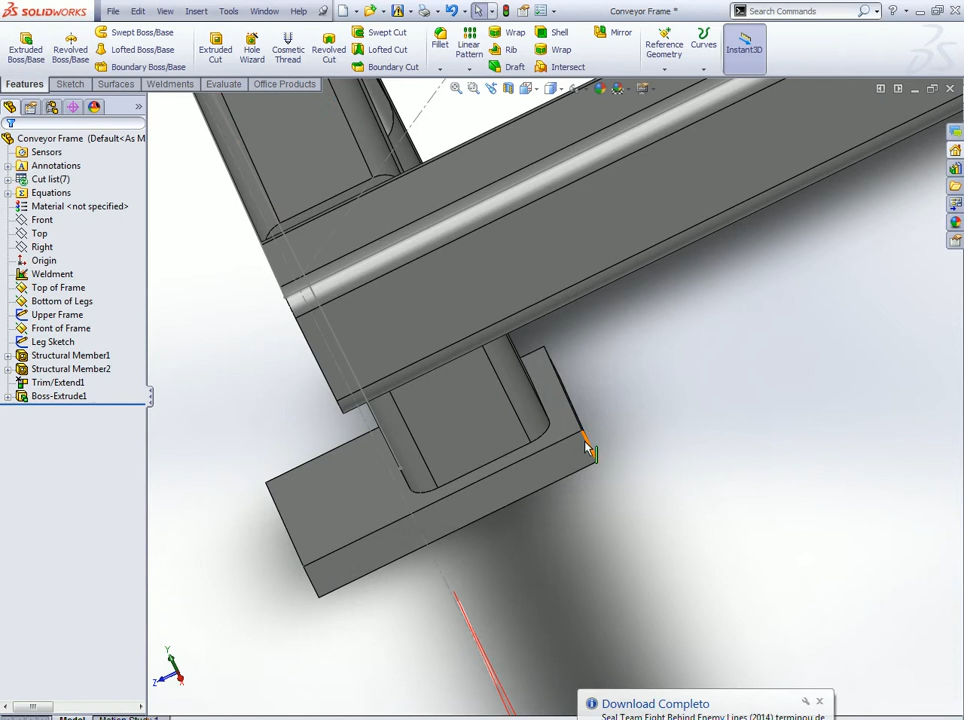 SOLIDWORKS File Edit View Insert Tools Window Help Conveyor Frame * Search Commands
Extruded Boss/Base Revolved Boss/Base Swept Boss/Base Lofted Boss/Base Boundary Boss/Base Extruded Cut Hole Wizard Cosmetic Thread Revolved Cut Swept Cut Lofted Cut Boundary Cut Fillet Linear Pattern Wrap Rib Draft Shell Wrap Intersect Mirror Reference Geometry Curves Instant3D
Features Sketch Surfaces Weldments Evaluate Office Products
Conveyor Frame (Default<As M
Sensors
Annotations
Cut list(7)
Equations
Material <not specified>
Front
Top
Right
Origin
Weldment
Top of Frame
Bottom of Legs
Upper Frame
Front of Frame
Leg Sketch
Structural Member1
Structural Member2
Trim/Extend1
Boss-Extrude1
Y
Z
X
Download Completo
Seal Team Eight Behind Enemy Lines (2014) terminou de
Model Motion Study 1